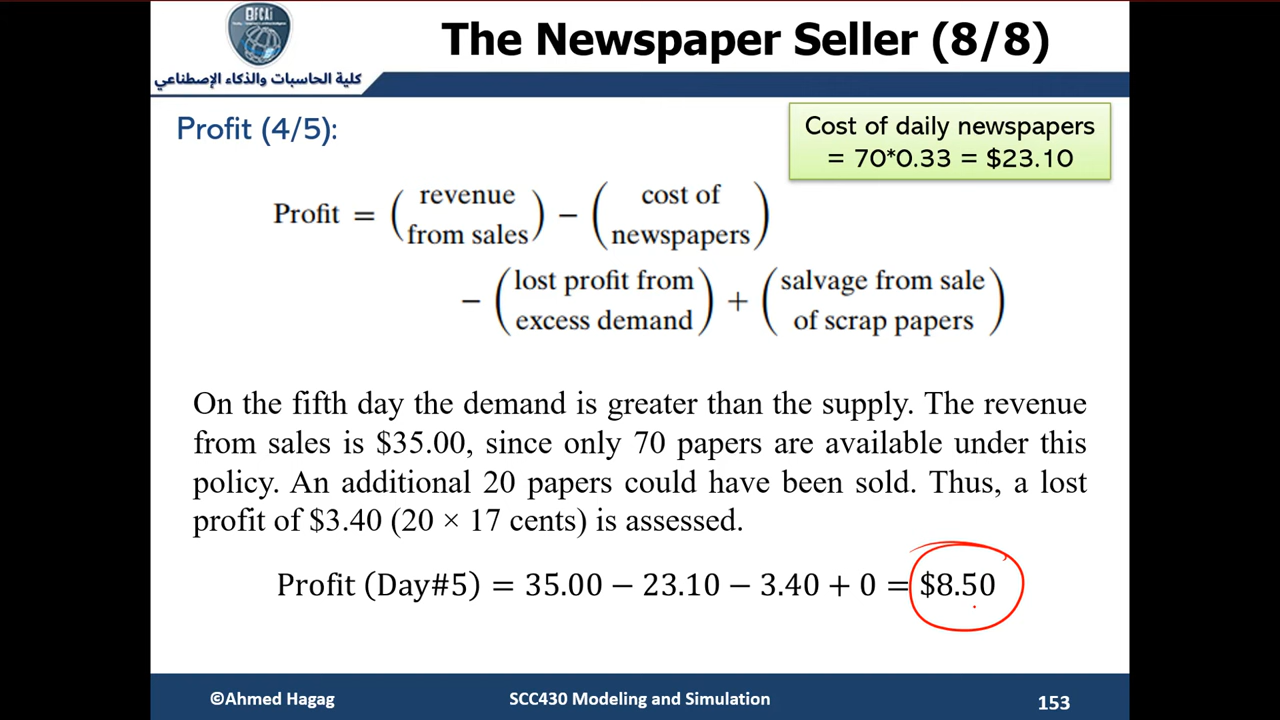 FCAi
The Newspaper Seller (8/8)
كلية الحاسبات والذكاء الإصطناعي
Profit (4/5):
Cost of daily newspapers
= 70*0.33 = $23.10
Profit = (revenue from sales) − (cost of newspapers)
− (lost profit from excess demand) + (salvage from sale of scrap papers)
On the fifth day the demand is greater than the supply. The revenue
from sales is $35.00, since only 70 papers are available under this
policy. An additional 20 papers could have been sold. Thus, a lost
profit of $3.40 (20 × 17 cents) is assessed.
Profit (Day#5) = 35.00 − 23.10 − 3.40 + 0 = $8.50
©Ahmed Hagag
SCC430 Modeling and Simulation
153